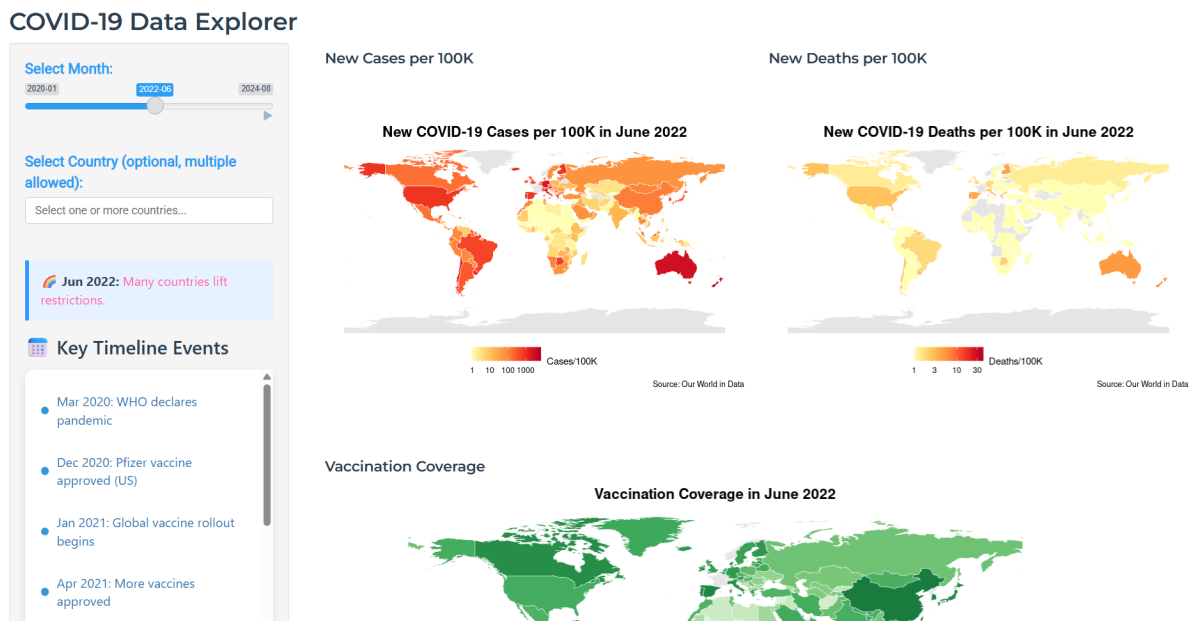 COVID-19 Data Explorer
Select Month:
2020-01
2022-06
2024-08
Select Country (optional, multiple
allowed):
Select one or more countries...
🌈 Jun 2022: Many countries lift
restrictions.
Key Timeline Events
Mar 2020: WHO declares
pandemic
Dec 2020: Pfizer vaccine
approved (US)
Jan 2021: Global vaccine rollout
begins
Apr 2021: More vaccines
approved
New Cases per 100K
New COVID-19 Cases per 100K in June 2022
1 10 100 1000
Cases/100K
Source: Our World in Data
New Deaths per 100K
New COVID-19 Deaths per 100K in June 2022
1 3 10 30
Deaths/100K
Source: Our World in Data
Vaccination Coverage
Vaccination Coverage in June 2022